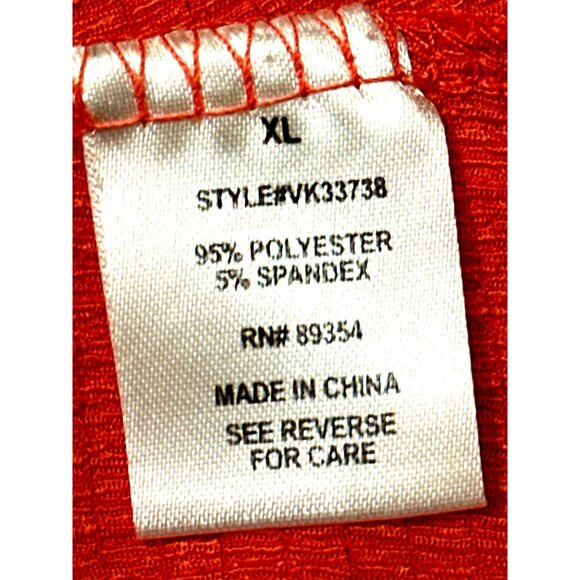 XL
STYLE#VK33738
95% POLYESTER
5% SPANDEX
RN# 89354
MADE IN CHINA
SEE REVERSE
FOR CARE